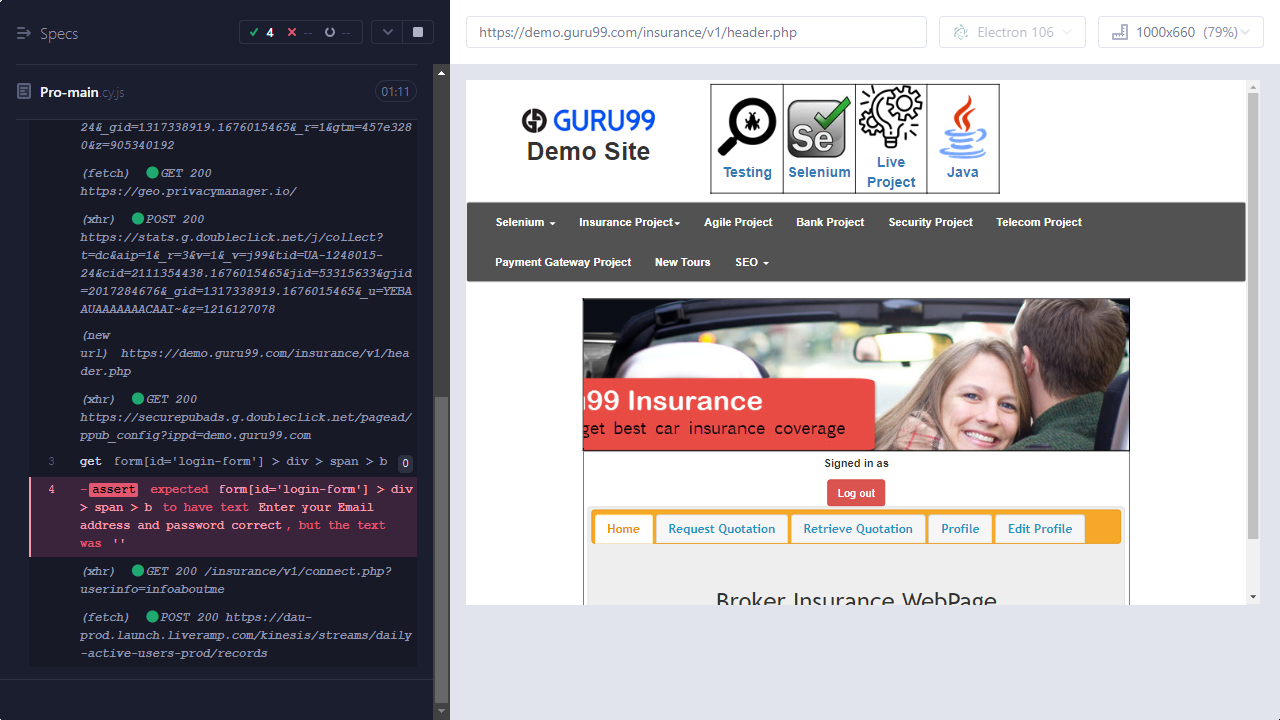 Specs
4
--
--
Pro-main.cy.js
01:11
24&_gid=1317338919.1676015465&_r=1&gtm=457e328
0&z=905340192
(fetch) GET 200
https://geo.privacymanager.io/
(xhr) POST 200
https://stats.g.doubleclick.net/j/collect?
t=dc&aip=1&_r=3&v=1&_v=j99&tid=UA-1248015-
24&cid=2111354438.1676015465&jid=53315633&gjid
=2017284676&_gid=1317338919.1676015465&_u=YEBA
AUAAAAAAACAAI~&z=1216127078
(new
url) https://demo.guru99.com/insurance/v1/hea
der.php
(xhr) GET 200
https://securepubads.g.doubleclick.net/pagead/
ppub_config?ippd=demo.guru99.com
3 get form[id='login-form'] > div > span > b 0
4 -assert expected form[id='login-form'] > div
> span > b to have text Enter your Email
address and password correct, but the text
was ''
(xhr) GET 200 /insurance/v1/connect.php?
userinfo=infoaboutme
(fetch) POST 200 https://dau-
prod.launch.liveramp.com/kinesis/streams/daily
-active-users-prod/records
https://demo.guru99.com/insurance/v1/header.php
Electron 106
1000x660 (79%)
GURU99
Demo Site
Testing
Se
Selenium
Live
Project
Java
Selenium
Insurance Project
Agile Project
Bank Project
Security Project
Telecom Project
Payment Gateway Project
New Tours
SEO
99 Insurance
get best car insurance coverage
Signed in as
Log out
Home
Request Quotation
Retrieve Quotation
Profile
Edit Profile
Broker Insurance WebPage